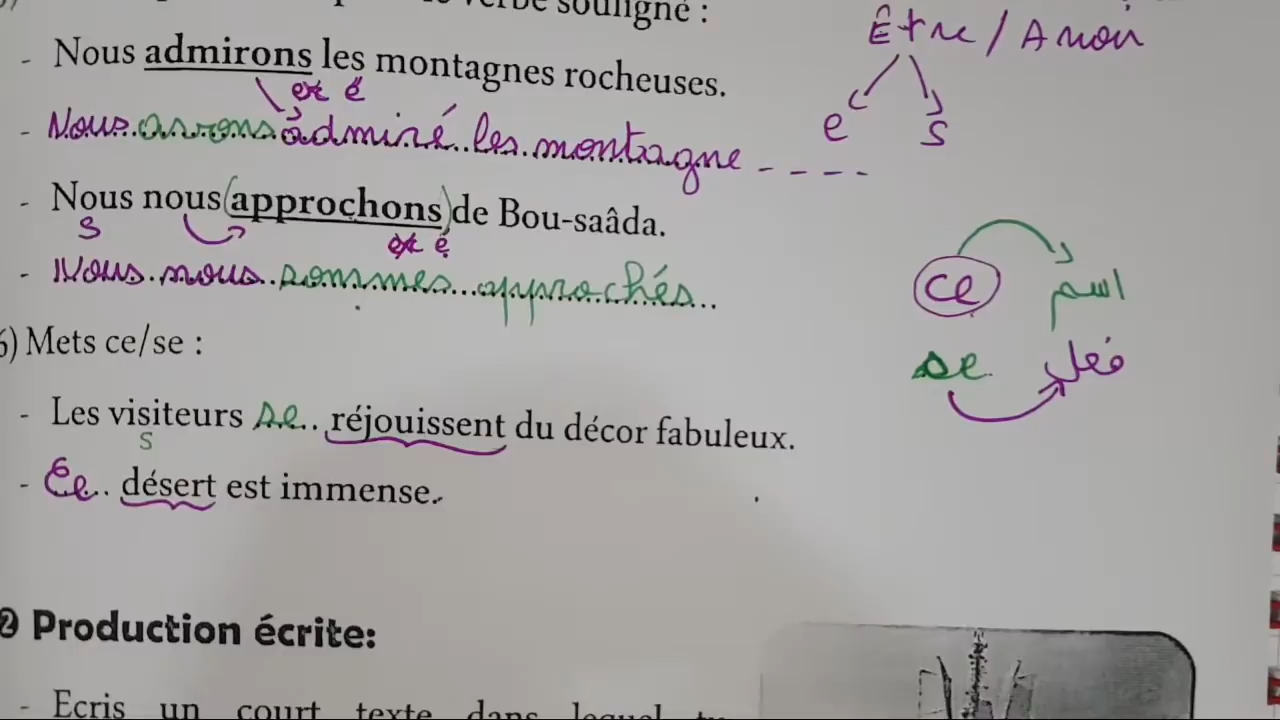 verbe souligné :
Être / Avoir
- Nous admirons les montagnes rocheuses.
er é
e s
- Nous avons admiré les montagne ----
- Nous nous (approchons) de Bou-saâda.
s er é
- Nous nous sommes approchés...
ce اسم
6) Mets ce/se :
se فعل
- Les visiteurs se.. réjouissent du décor fabuleux.
s
- Ce.. désert est immense.
❷ Production écrite:
- Ecris un court texte dans lequel tu